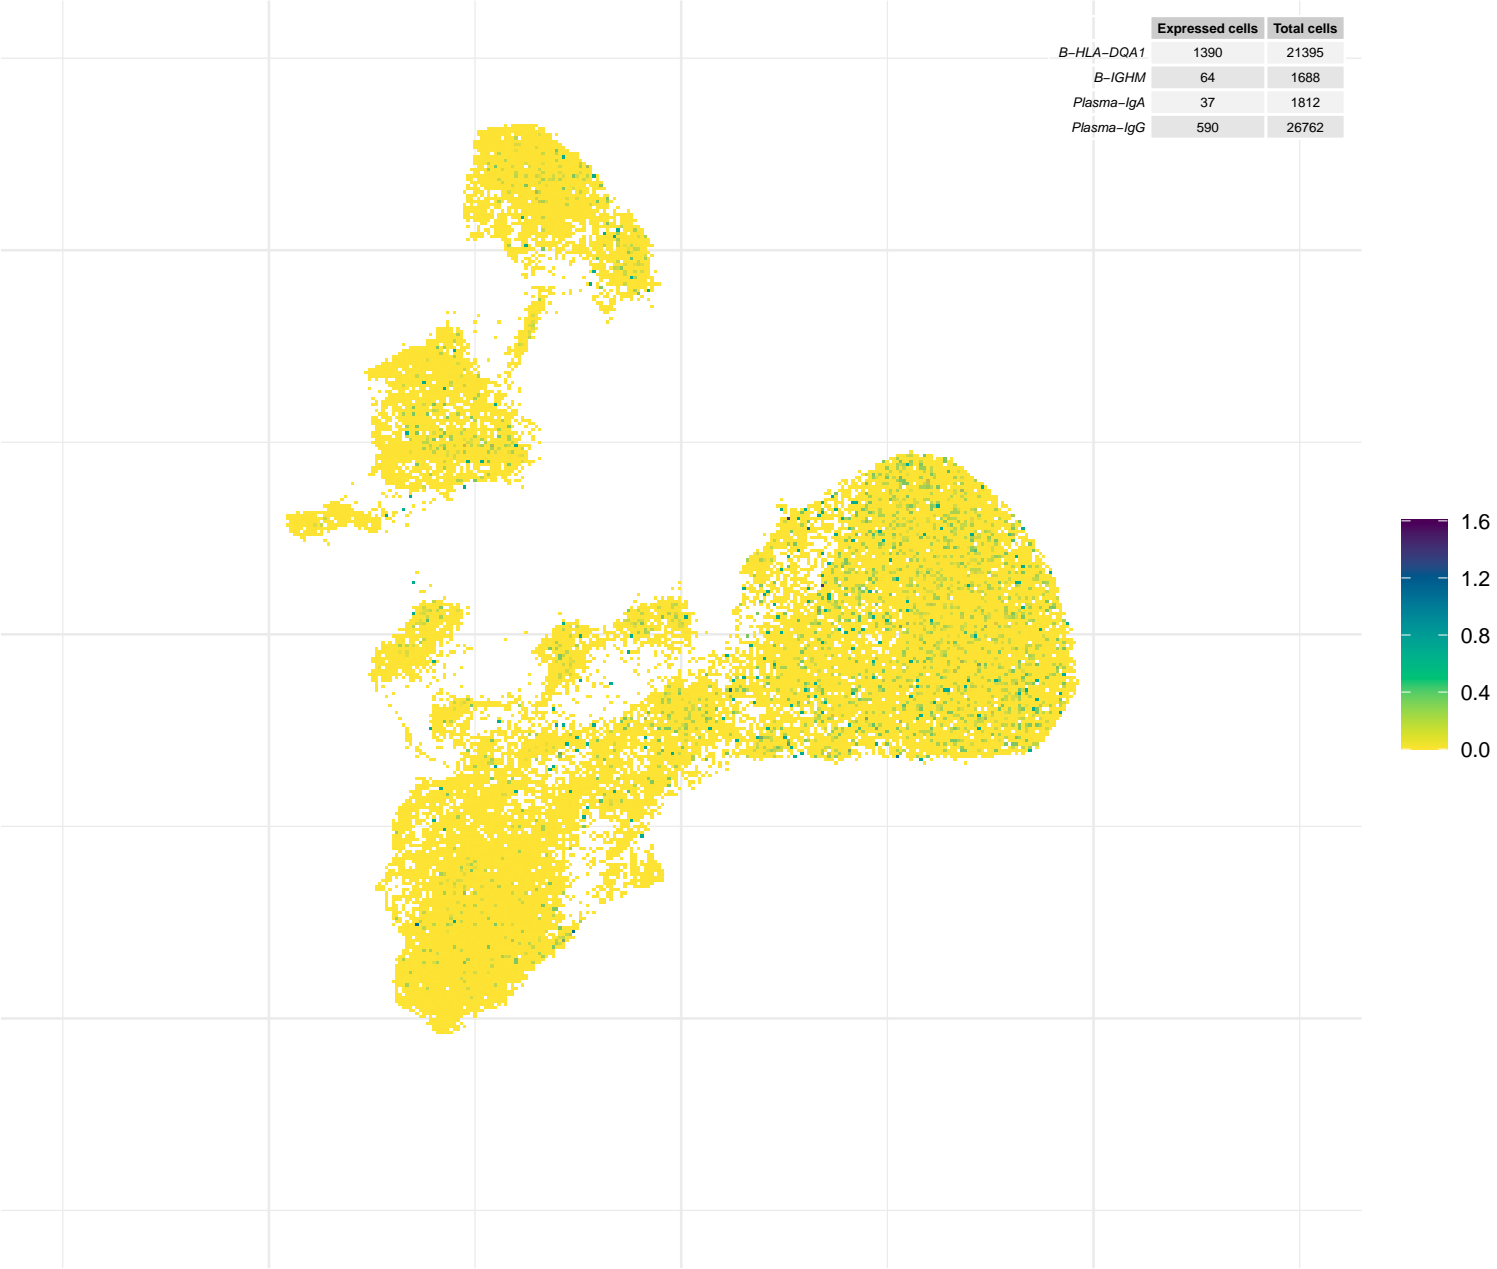 Expressed cells Total cells
B−HLA−DQA1 1390 21395
B−IGHM 64 1688
Plasma−IgA 37 1812
Plasma−IgG 590 26762
1.6
1.2
0.8
0.4
0.0